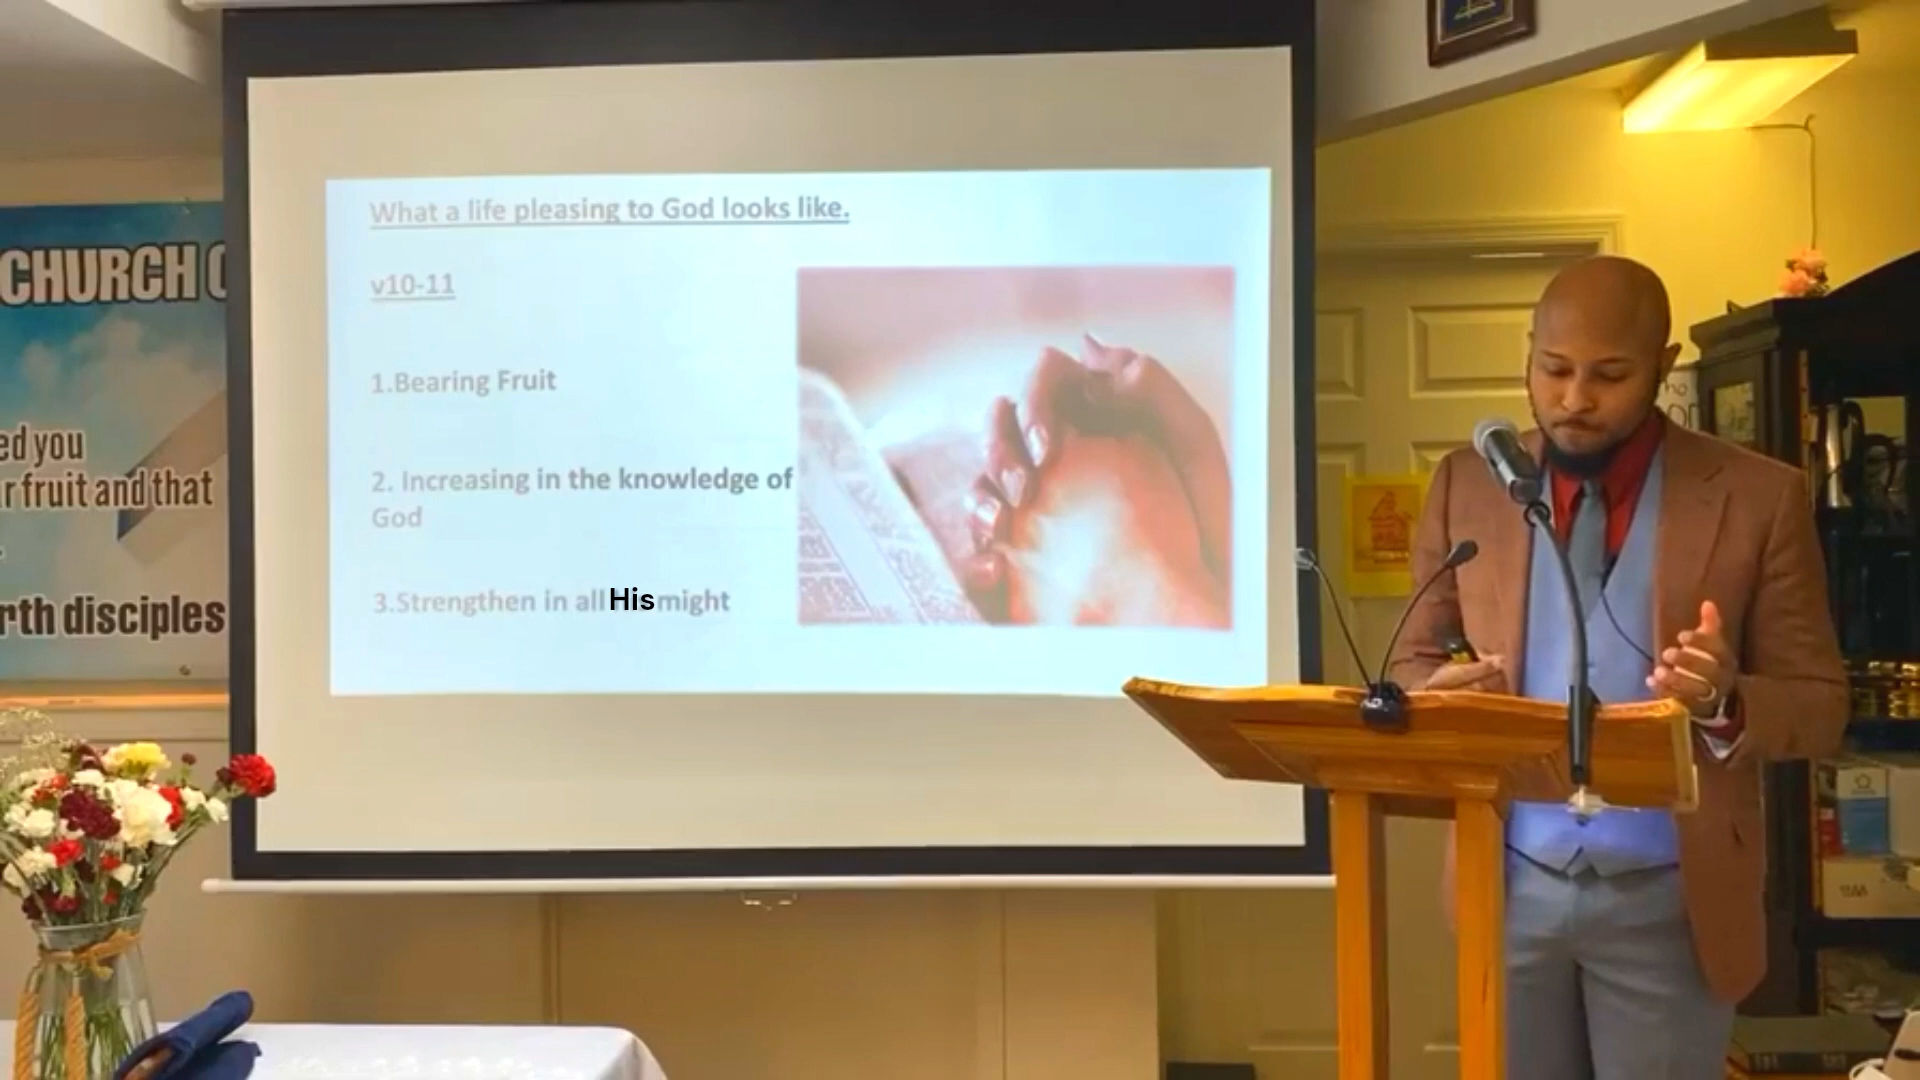 What a life pleasing to God looks like.
v10-11
1.Bearing Fruit
2. Increasing in the knowledge of
God
3.Strengthen in all His might
CHURCH
ed you
r fruit and that
rth disciples